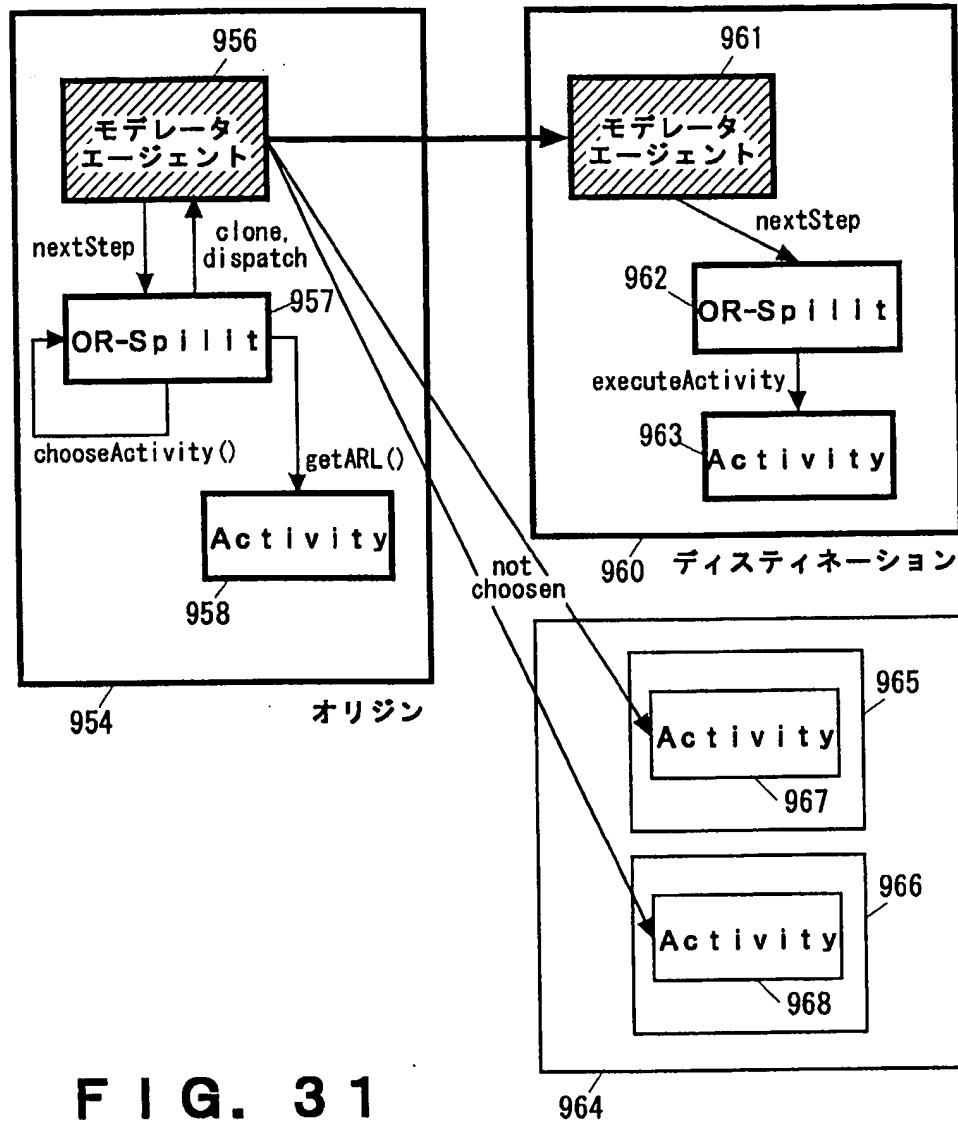 956
モデレータ
エージェント
nextStep
clone,
dispatch
957
OR-Spilit
chooseActivity()
getARL()
Activity
958
954
オリジン
961
モデレータ
エージェント
nextStep
962
OR-Spilit
executeActivity
963
Activity
960
ディスティネーション
not
choosen
965
Activity
967
966
Activity
968
964
FIG. 31